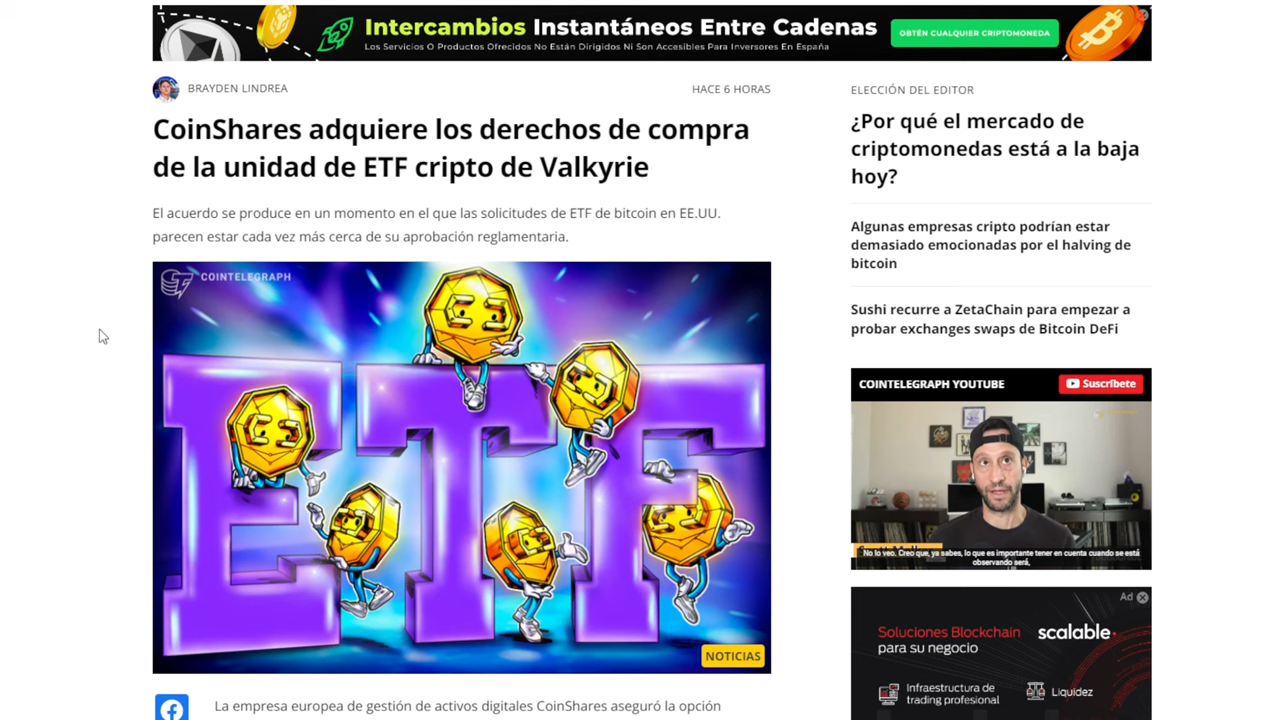 Intercambios Instantáneos Entre Cadenas
Los Servicios O Productos Ofrecidos No Están Dirigidos Ni Son Accesibles Para Inversores En España
OBTÉN CUALQUIER CRIPTOMONEDA
BRAYDEN LINDREA
HACE 6 HORAS
CoinShares adquiere los derechos de compra
de la unidad de ETF cripto de Valkyrie
El acuerdo se produce en un momento en el que las solicitudes de ETF de bitcoin en EE.UU.
parecen estar cada vez más cerca de su aprobación reglamentaria.
COINTELEGRAPH
ETF
NOTICIAS
La empresa europea de gestión de activos digitales CoinShares aseguró la opción
ELECCIÓN DEL EDITOR
¿Por qué el mercado de
criptomonedas está a la baja
hoy?
Algunas empresas cripto podrían estar
demasiado emocionadas por el halving de
bitcoin
Sushi recurre a ZetaChain para empezar a
probar exchanges swaps de Bitcoin DeFi
COINTELEGRAPH YOUTUBE
Suscríbete
No lo veo. Creo que, ya sabes, lo que es importante tener en cuenta cuando se está
observando será,
Ad
Soluciones Blockchain
para su negocio
scalable
Infraestructura de
trading profesional
Liquidez